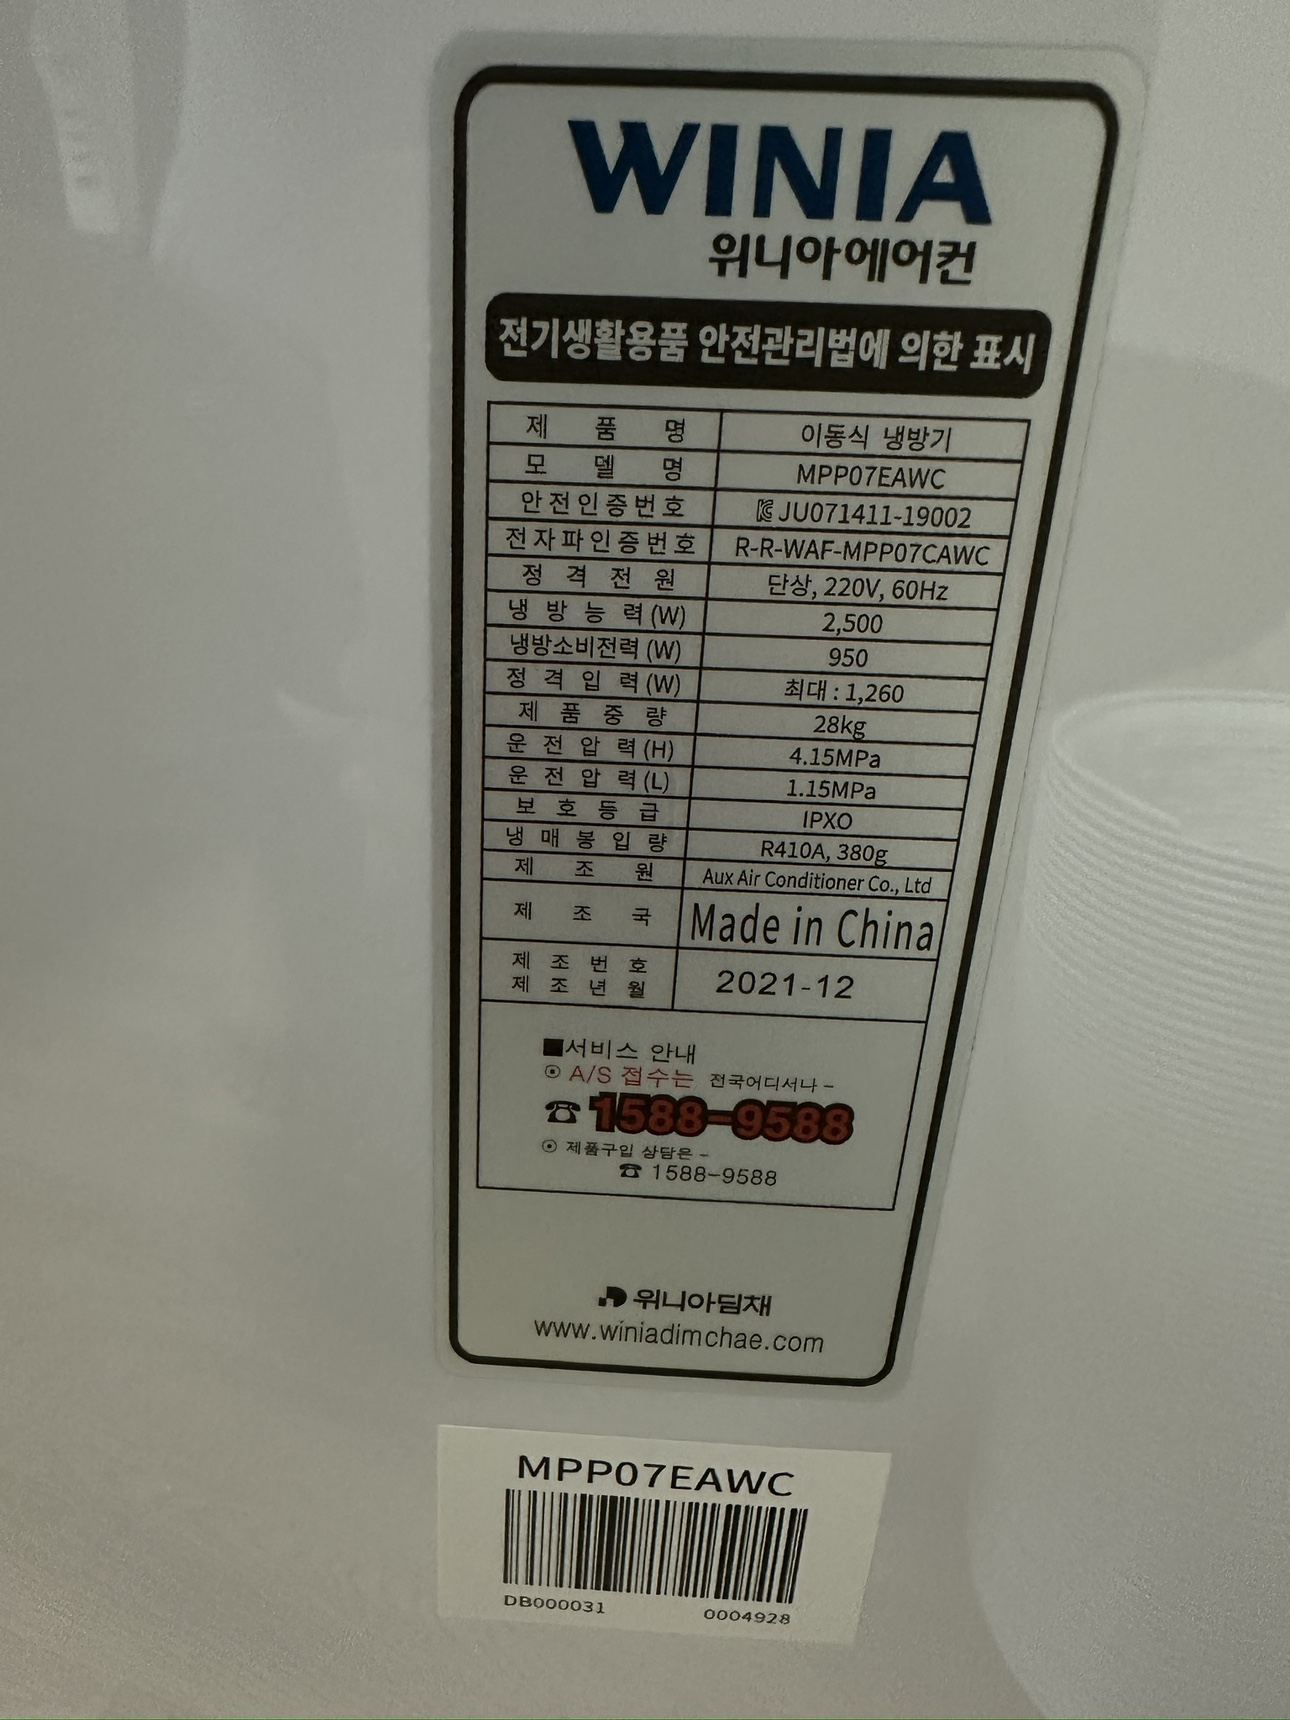 WINIA
위니아에어컨
전기생활용품 안전관리법에 의한 표시
제 품 명 이동식 냉방기
모 델 명 MPP07EAWC
안전인증번호 JU071411-19002
전자파인증번호 R-R-WAF-MPP07CAWC
정 격 전 원 단상, 220V, 60Hz
냉 방 능 력 (W) 2,500
냉방소비전력 (W) 950
정 격 입 력 (W) 최대 : 1,260
제 품 중 량 28kg
운 전 압 력 (H) 4.15MPa
운 전 압 력 (L) 1.15MPa
보 호 등 급 IPXO
냉 매 봉 입 량 R410A, 380g
제 조 원 Aux Air Conditioner Co., Ltd
제 조 국 Made in China
제 조 번 호
제 조 년 월 2021-12
■서비스 안내
⊙ A/S 접수는 전국어디서나 -
☎ 1588-9588
⊙ 제품구입 상담은 -
☎ 1588-9588
위니아딤채
www.winiadimchae.com
MPP07EAWC
DB000031 0004928